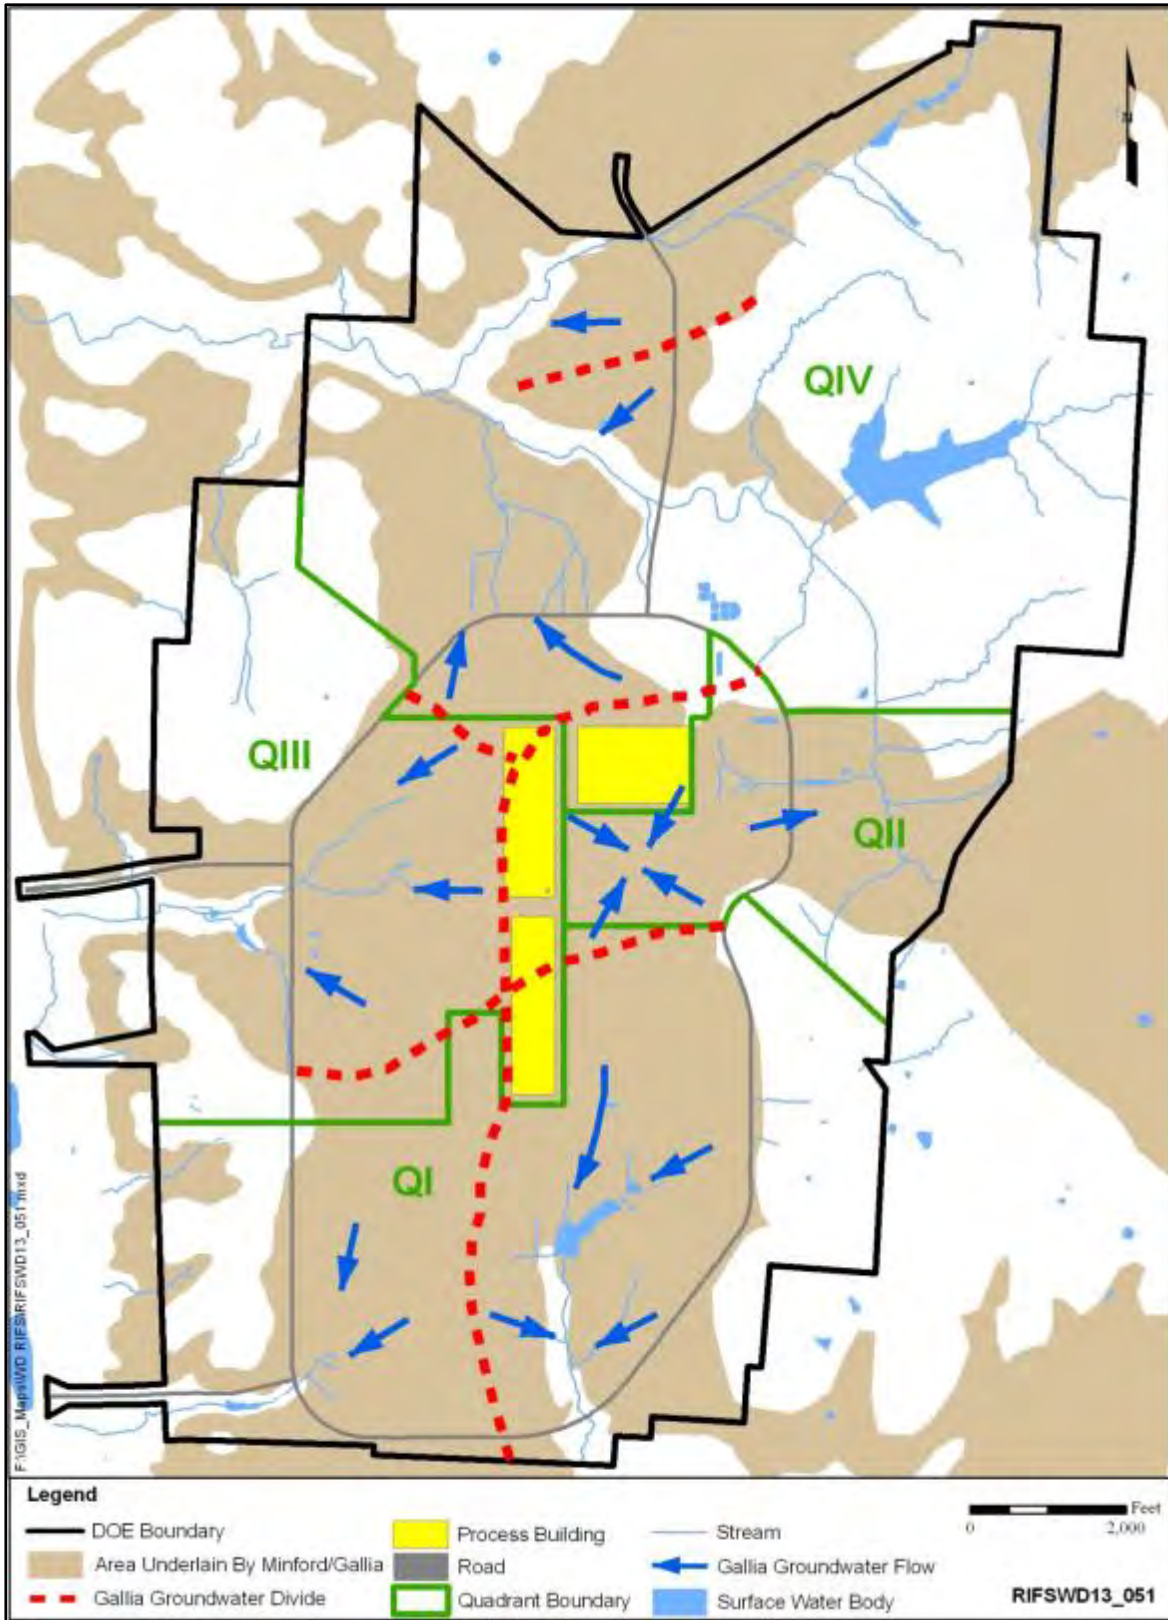 N
QIV
QIII
QII
QI
F:\GIS_Maps\WD RIFS\RIFSWD13_051.mxd
Legend
DOE Boundary
Area Underlain By Minford/Gallia
Gallia Groundwater Divide
Process Building
Road
Quadrant Boundary
Stream
Gallia Groundwater Flow
Surface Water Body
Feet
0 2,000
RIFSWD13_051